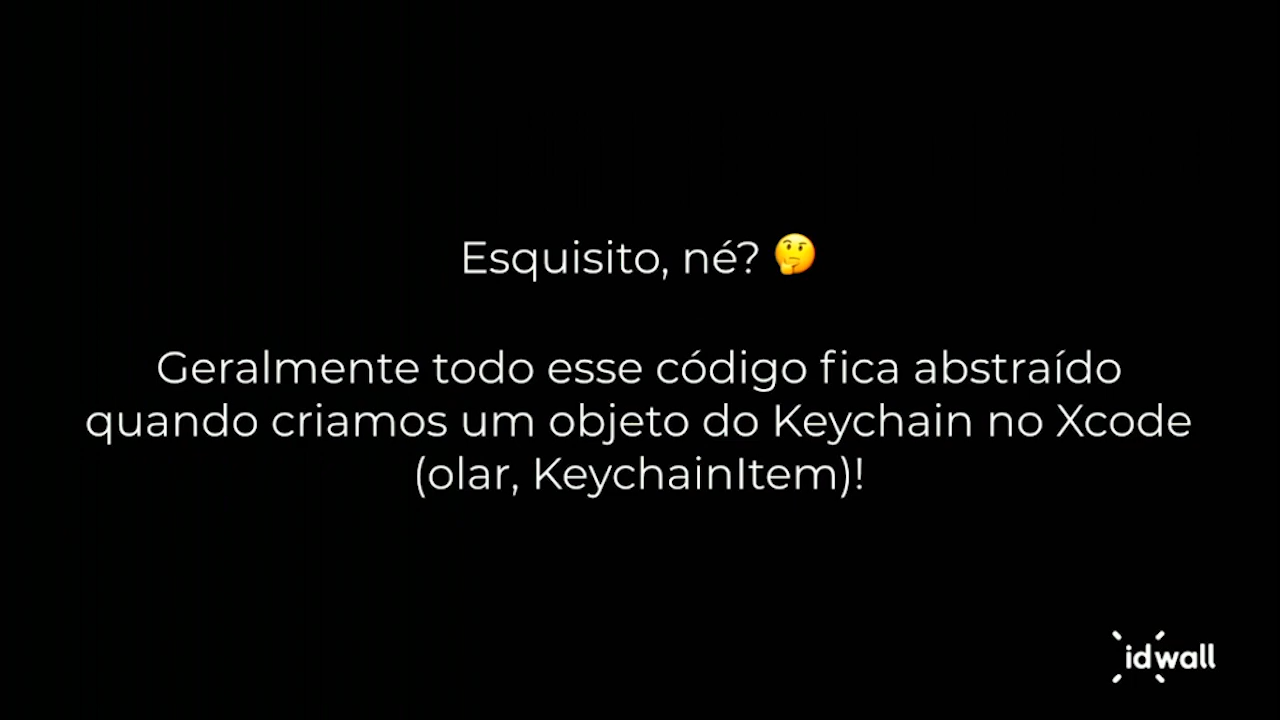 Esquisito, né? 🤔
Geralmente todo esse código fica abstraído
quando criamos um objeto do Keychain no Xcode
(olar, KeychainItem)!
idwall